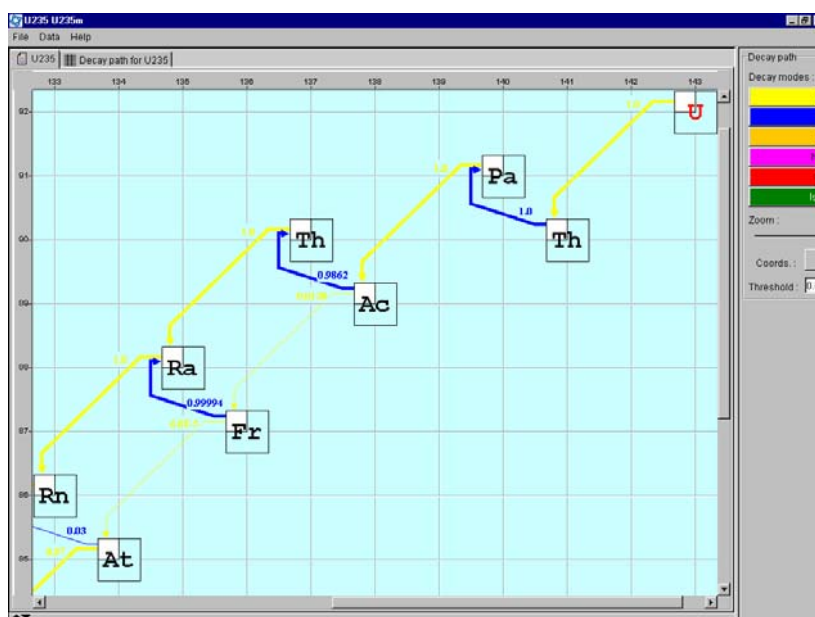 U235 U235m
File Data Help
U235 Decay path for U235
133 134 135 136 137 138 139 140 141 142 143
92
91
90
89
88
87
86
85
U
1.0
Pa
1.0
Th
1.0
Th
1.0
0.9862
Ac
Ra
1.0
0.99994
Fr
Rn
0.03
At
Decay path
Decay modes :
Zoom :
Coords. :
Threshold : 0.